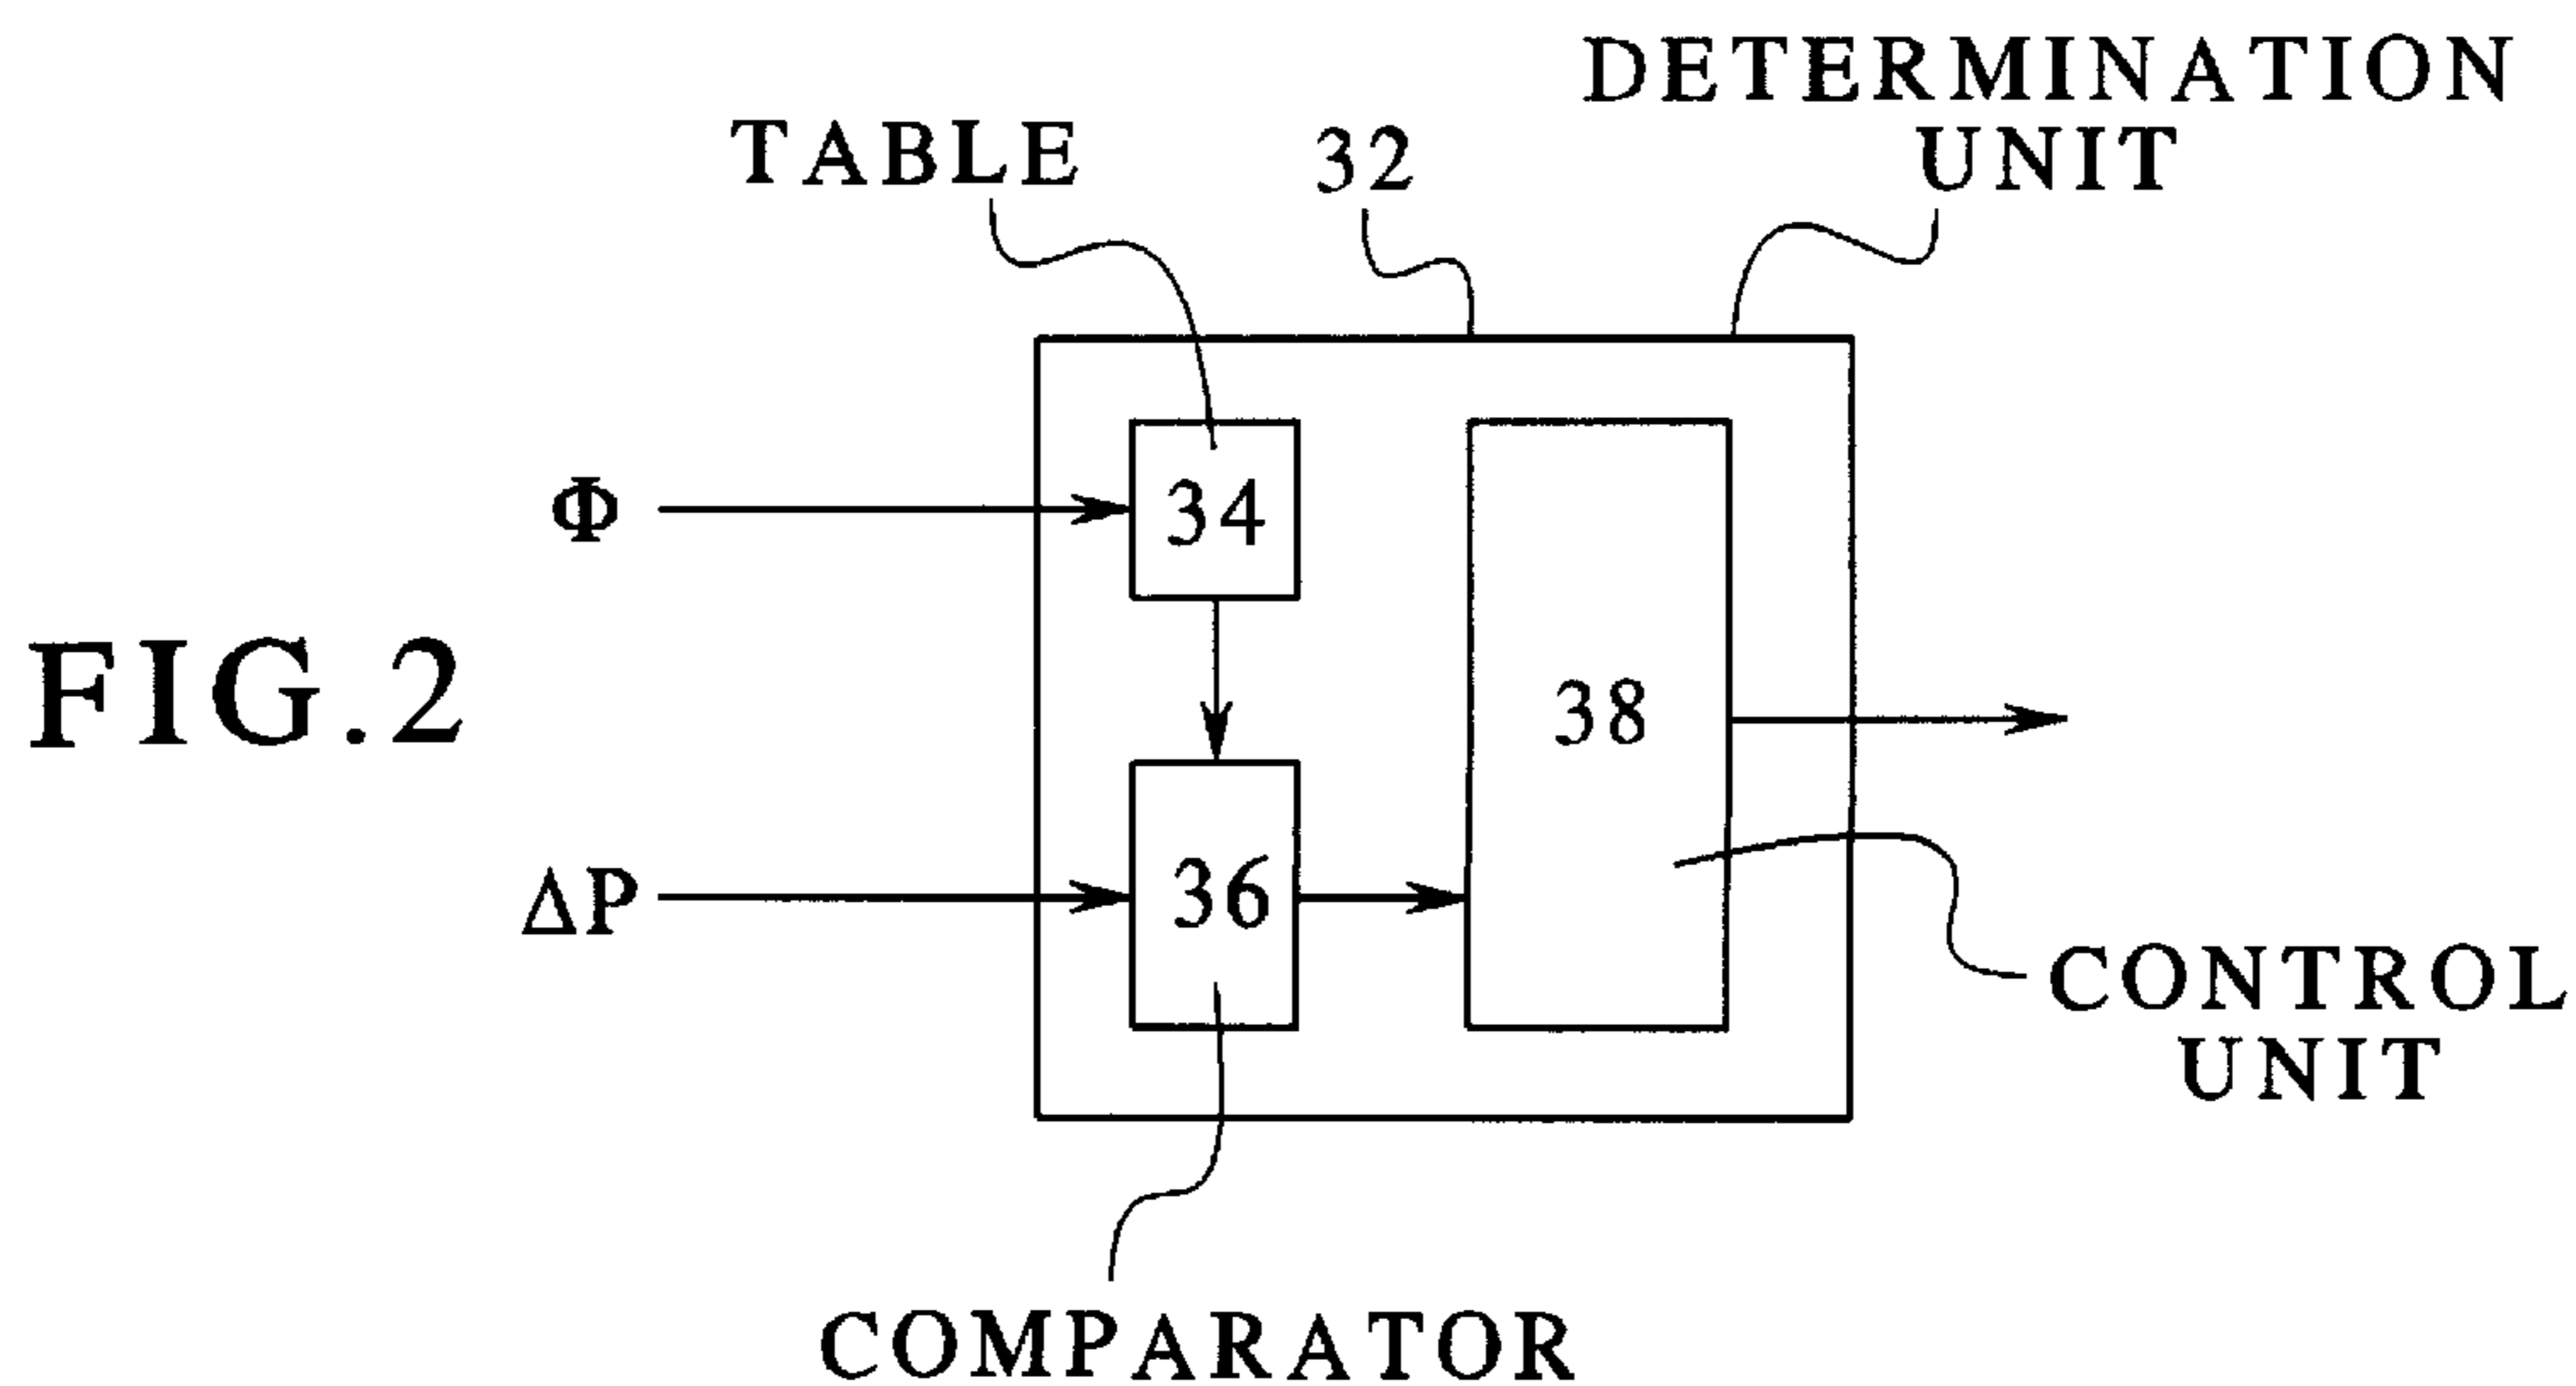 DETERMINATION
UNIT
TABLE
32
Φ
34
FIG.2
38
ΔP
36
CONTROL
UNIT
COMPARATOR